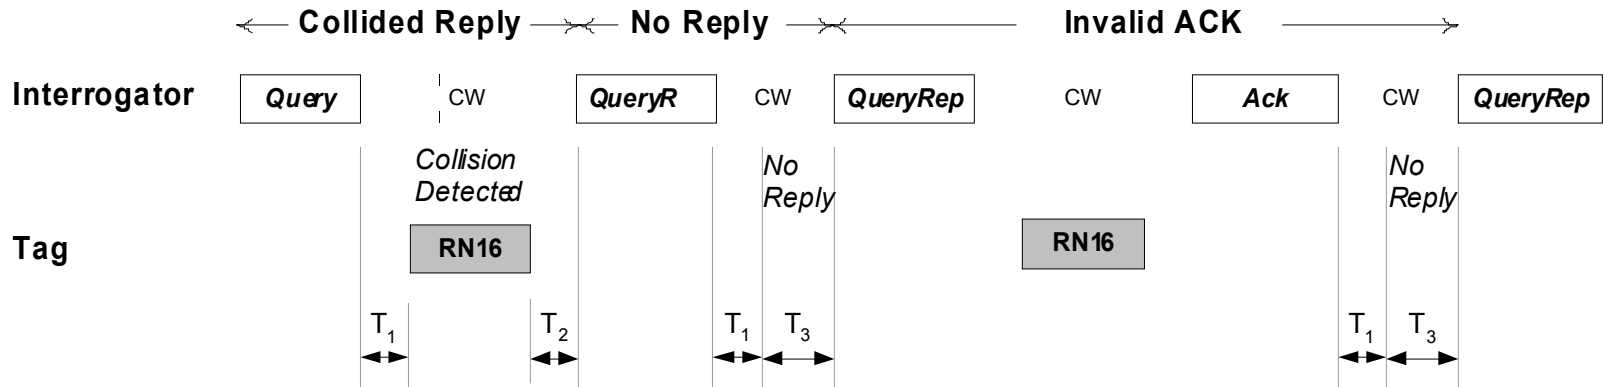 Collided Reply No Reply Invalid ACK
Interrogator Query CW QueryR CW QueryRep CW Ack CW QueryRep
Collision Detected
No Reply
No Reply
Tag RN16 RN16
T1 T2 T1 T3 T1 T3